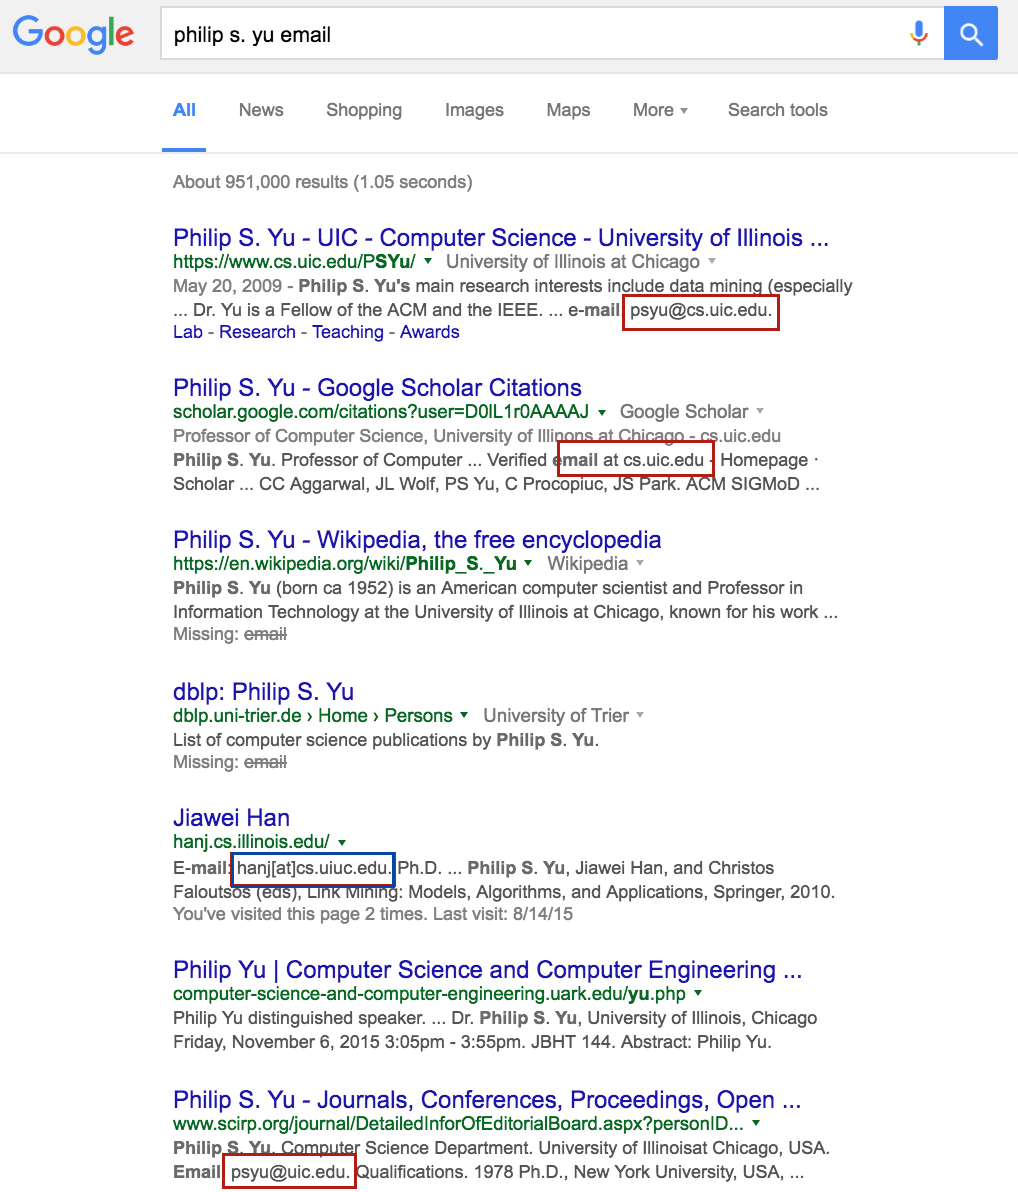 Google
philip s. yu email
All News Shopping Images Maps More Search tools
About 951,000 results (1.05 seconds)
Philip S. Yu - UIC - Computer Science - University of Illinois ...
https://www.cs.uic.edu/PSYu/ University of Illinois at Chicago
May 20, 2009 - Philip S. Yu's main research interests include data mining (especially
... Dr. Yu is a Fellow of the ACM and the IEEE. ... e-mail: psyu@cs.uic.edu.
Lab - Research - Teaching - Awards
Philip S. Yu - Google Scholar Citations
scholar.google.com/citations?user=D0lL1r0AAAAJ Google Scholar
Professor of Computer Science, University of Illinons at Chicago - cs.uic.edu
Philip S. Yu. Professor of Computer ... Verified email at cs.uic.edu - Homepage ·
Scholar ... CC Aggarwal, JL Wolf, PS Yu, C Procopiuc, JS Park. ACM SIGMoD ...
Philip S. Yu - Wikipedia, the free encyclopedia
https://en.wikipedia.org/wiki/Philip_S._Yu Wikipedia
Philip S. Yu (born ca 1952) is an American computer scientist and Professor in
Information Technology at the University of Illinois at Chicago, known for his work ...
Missing: email
dblp: Philip S. Yu
dblp.uni-trier.de › Home › Persons University of Trier
List of computer science publications by Philip S. Yu.
Missing: email
Jiawei Han
hanj.cs.illinois.edu/
E-mail: hanj[at]cs.uiuc.edu. Ph.D. ... Philip S. Yu, Jiawei Han, and Christos
Faloutsos (eds), Link Mining: Models, Algorithms, and Applications, Springer, 2010.
You've visited this page 2 times. Last visit: 8/14/15
Philip Yu | Computer Science and Computer Engineering ...
computer-science-and-computer-engineering.uark.edu/yu.php
Philip Yu distinguished speaker. ... Dr. Philip S. Yu, University of Illinois, Chicago
Friday, November 6, 2015 3:05pm - 3:55pm. JBHT 144. Abstract: Philip Yu.
Philip S. Yu - Journals, Conferences, Proceedings, Open ...
www.scirp.org/journal/DetailedInforOfEditorialBoard.aspx?personID...
Philip S. Yu. Computer Science Department. University of Illinoisat Chicago, USA.
Email: psyu@uic.edu. Qualifications. 1978 Ph.D., New York University, USA, ...